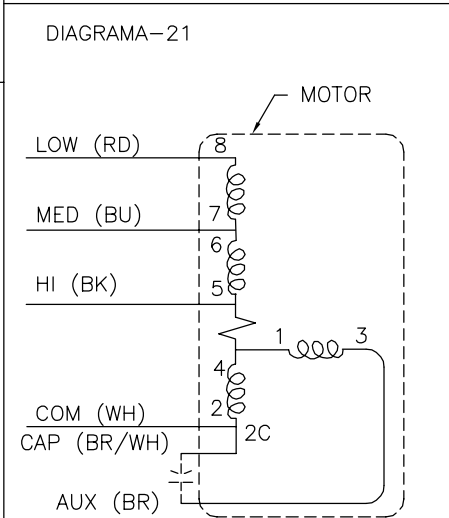 DIAGRAMA-21
MOTOR
LOW (RD)
8
7
MED (BU)
6
5
HI (BK)
1
3
4
2
COM (WH)
2C
CAP (BR/WH)
AUX (BR)